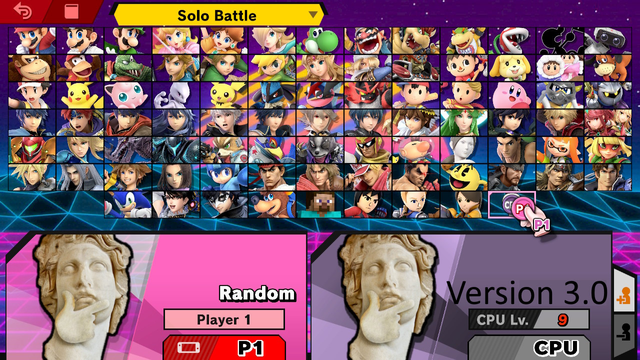 Solo Battle
P1
Random
Version 3.0
Player 1
CPU Lv. 9
P1
CPU